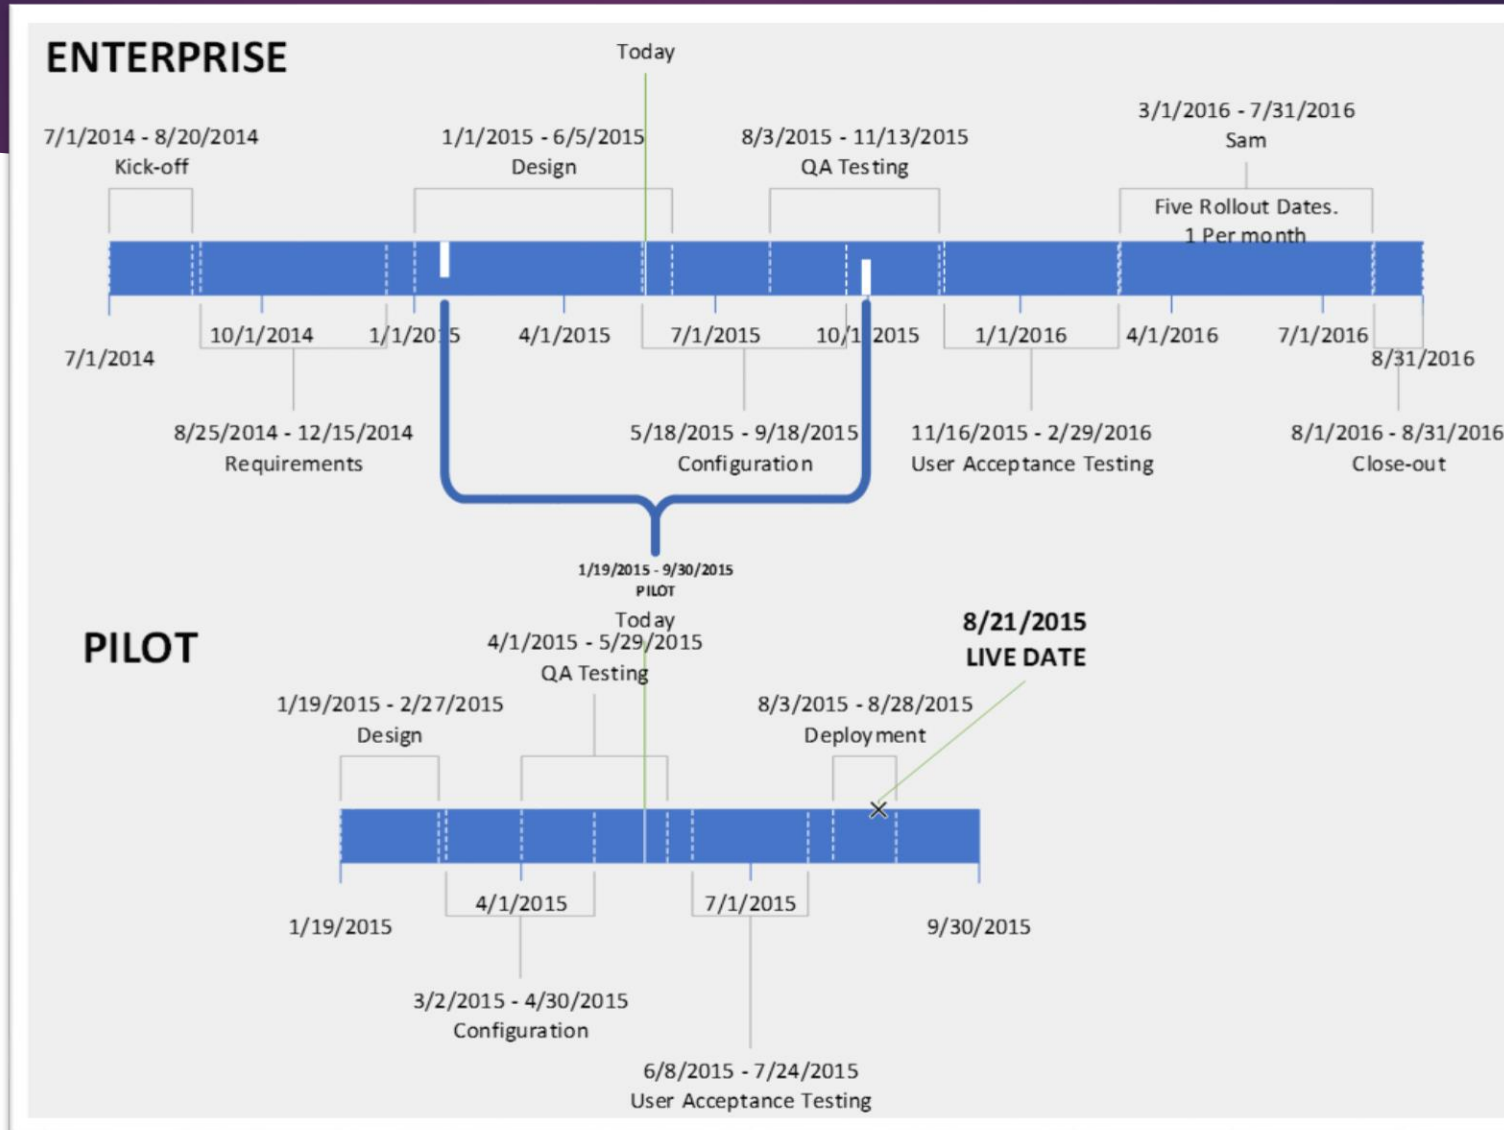 ENTERPRISE
Today
7/1/2014 - 8/20/2014
Kick-off
1/1/2015 - 6/5/2015
Design
8/3/2015 - 11/13/2015
QA Testing
3/1/2016 - 7/31/2016
Sam
Five Rollout Dates.
1 Per month
7/1/2014
10/1/2014
1/1/2015
4/1/2015
7/1/2015
10/1/2015
1/1/2016
4/1/2016
7/1/2016
8/31/2016
8/25/2014 - 12/15/2014
Requirements
5/18/2015 - 9/18/2015
Configuration
11/16/2015 - 2/29/2016
User Acceptance Testing
8/1/2016 - 8/31/2016
Close-out
1/19/2015 - 9/30/2015
PILOT
PILOT
Today
4/1/2015 - 5/29/2015
QA Testing
8/21/2015
LIVE DATE
1/19/2015 - 2/27/2015
Design
8/3/2015 - 8/28/2015
Deployment
1/19/2015
4/1/2015
7/1/2015
9/30/2015
3/2/2015 - 4/30/2015
Configuration
6/8/2015 - 7/24/2015
User Acceptance Testing